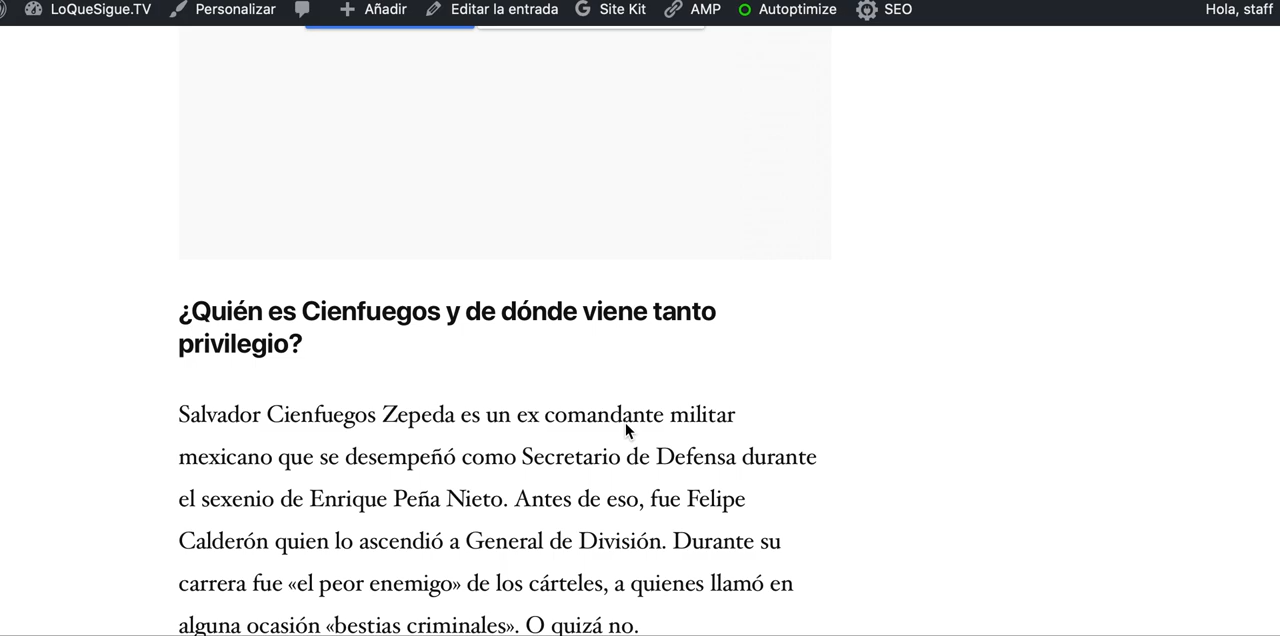 LoQueSigue.TV Personalizar Añadir Editar la entrada Site Kit AMP Autoptimize SEO Hola, staff
¿Quién es Cienfuegos y de dónde viene tanto
privilegio?
Salvador Cienfuegos Zepeda es un ex comandante militar
mexicano que se desempeñó como Secretario de Defensa durante
el sexenio de Enrique Peña Nieto. Antes de eso, fue Felipe
Calderón quien lo ascendió a General de División. Durante su
carrera fue «el peor enemigo» de los cárteles, a quienes llamó en
alguna ocasión «bestias criminales». O quizá no.